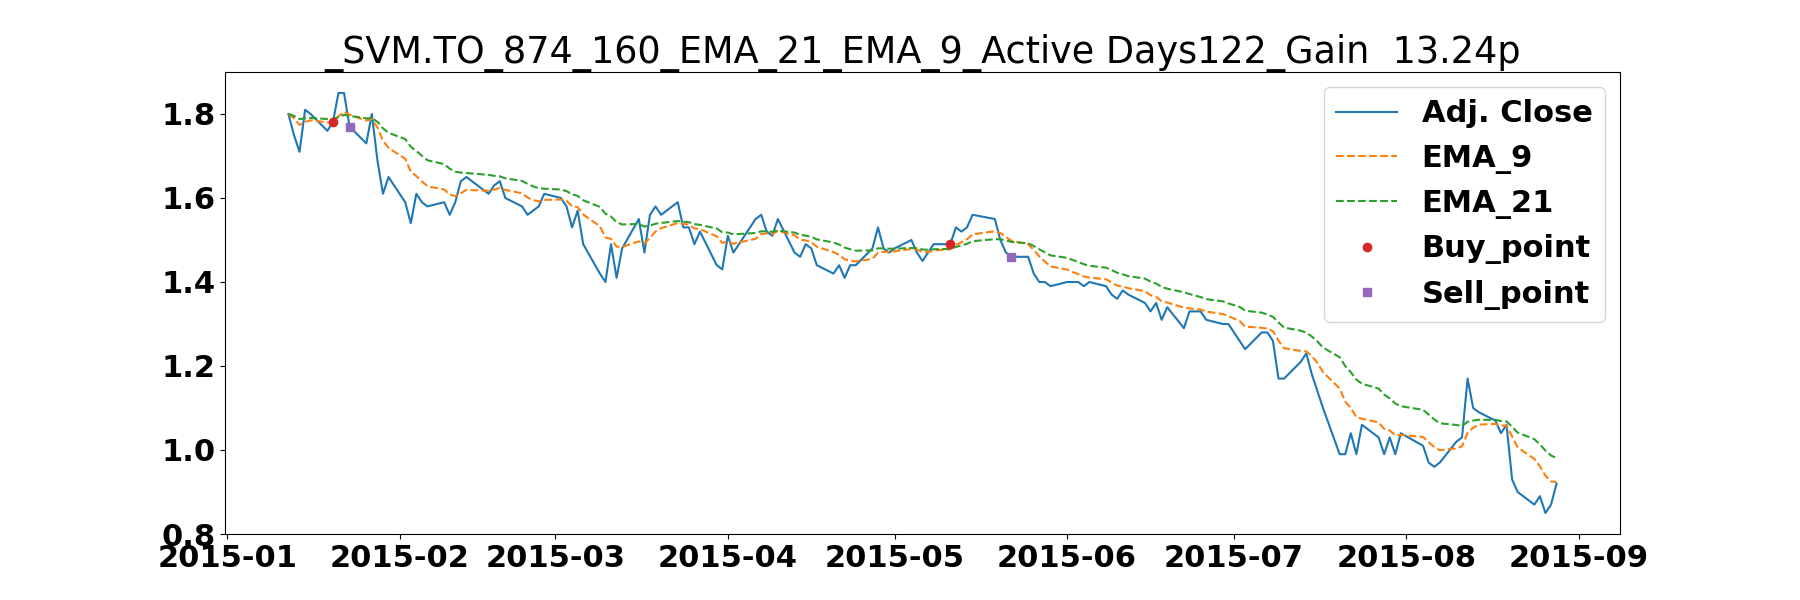 _SVM.TO_874_160_EMA_21_EMA_9_Active Days122_Gain  13.24p
1.8
1.6
1.4
1.2
1.0
0.8
Adj. Close
EMA_9
EMA_21
Buy_point
Sell_point
2015-01 2015-02 2015-03 2015-04 2015-05 2015-06 2015-07 2015-08 2015-09